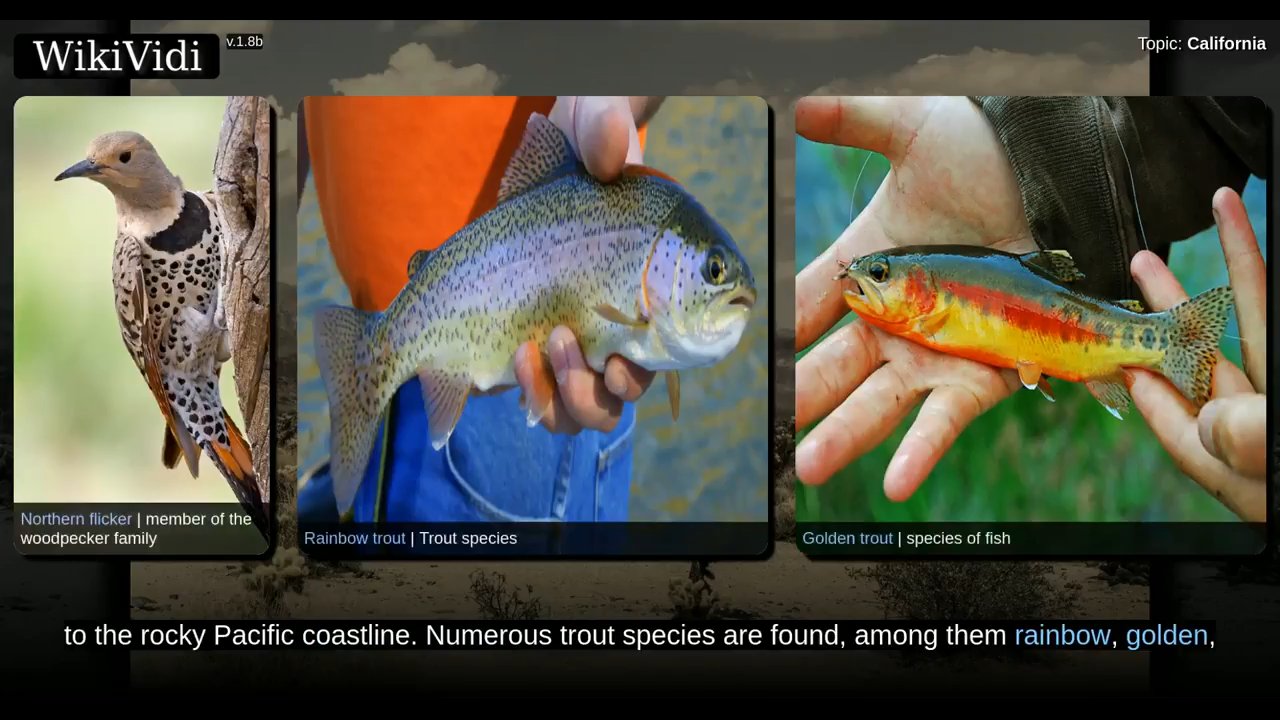 WikiVidi v.1.8b
Topic: California
Northern flicker | member of the
woodpecker family
Rainbow trout | Trout species
Golden trout | species of fish
to the rocky Pacific coastline. Numerous trout species are found, among them rainbow, golden,